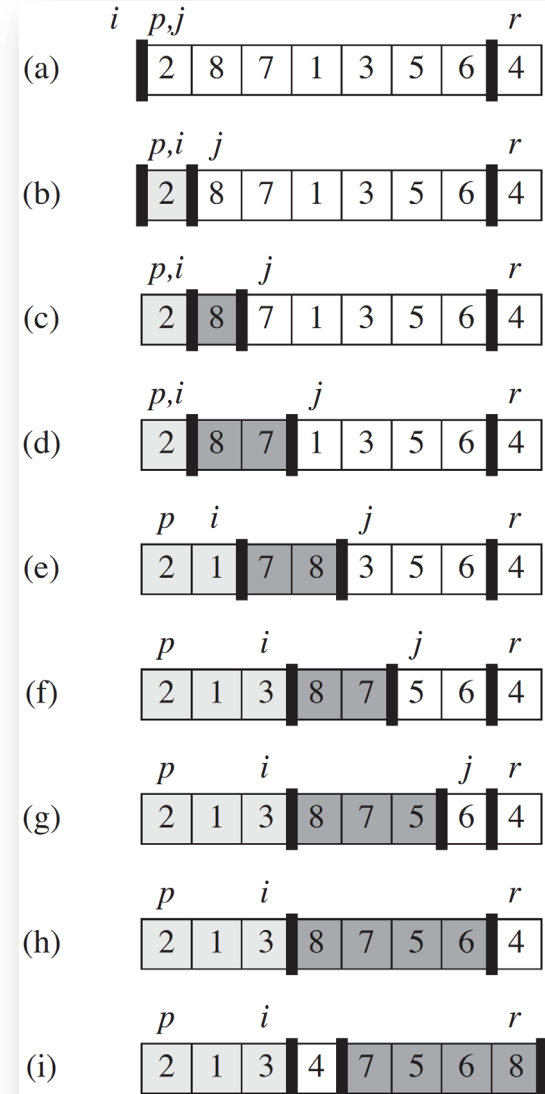 i p,j r
(a) 2 8 7 1 3 5 6 4
p,i j r
(b) 2 8 7 1 3 5 6 4
p,i j r
(c) 2 8 7 1 3 5 6 4
p,i j r
(d) 2 8 7 1 3 5 6 4
p i j r
(e) 2 1 7 8 3 5 6 4
p i j r
(f) 2 1 3 8 7 5 6 4
p i j r
(g) 2 1 3 8 7 5 6 4
p i r
(h) 2 1 3 8 7 5 6 4
p i r
(i) 2 1 3 4 7 5 6 8